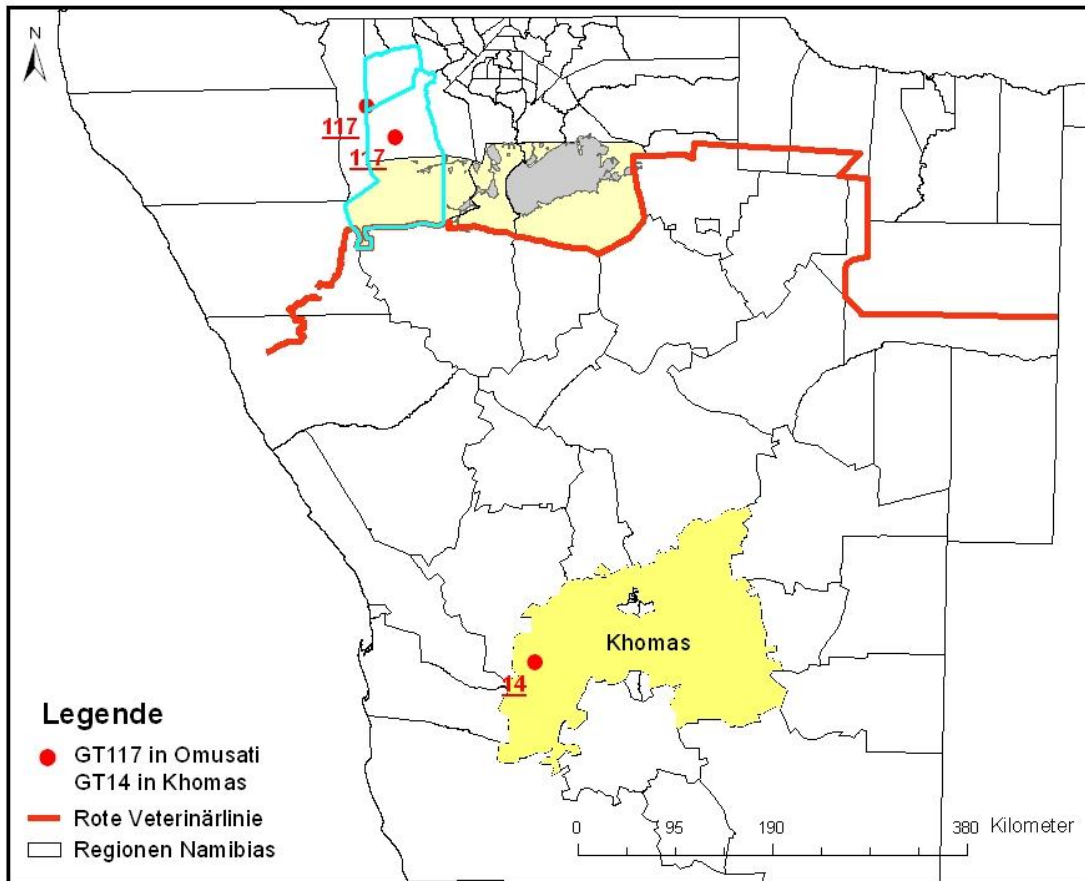 N
117
117
Khomas
14
Legende
GT117 in Omusati
GT14 in Khomas
Rote Veterinärlinie
Regionen Namibias
0 95 190 380 Kilometer